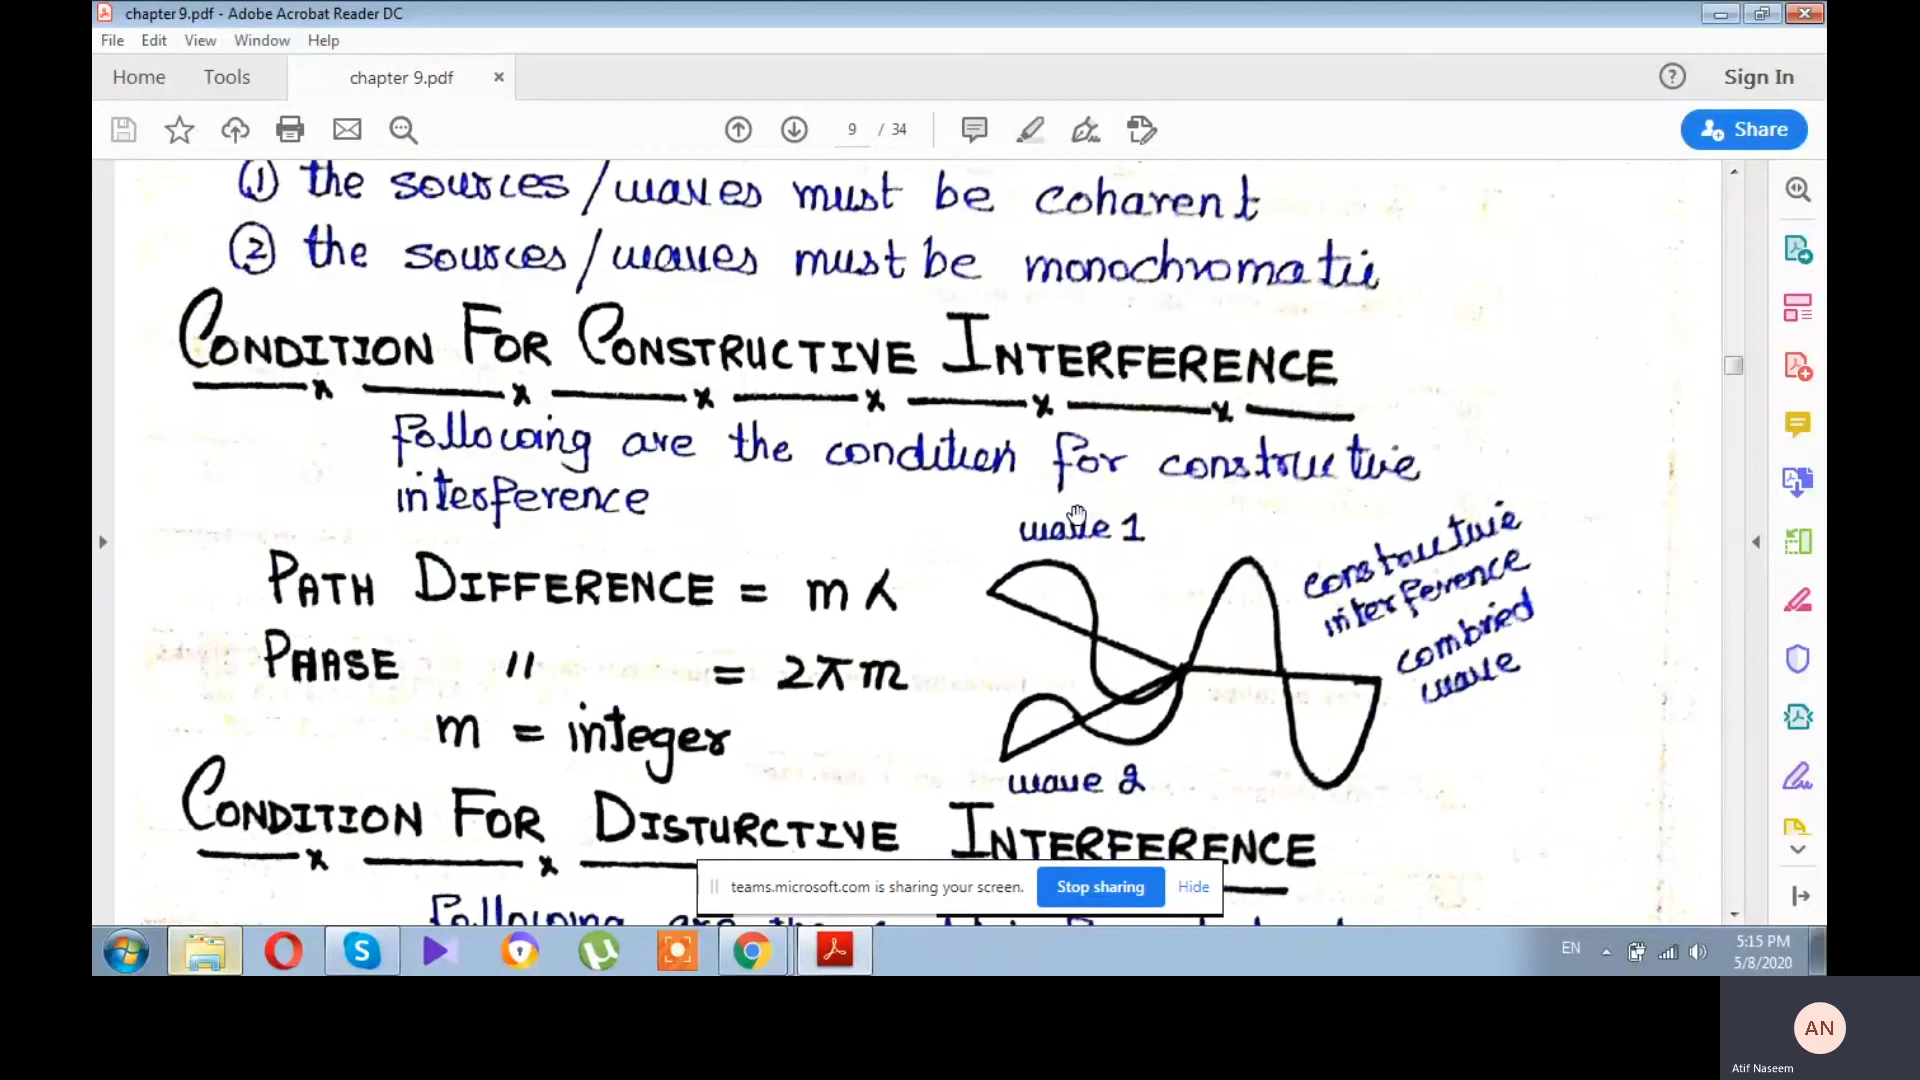 chapter 9.pdf - Adobe Acrobat Reader DC
File Edit View Window Help
Home Tools chapter 9.pdf × Sign In
9 / 34 Share
① the sources/waves must be coharent
② the sources/waves must be monochromatic
CONDITION FOR CONSTRUCTIVE INTERFERENCE
Following are the condition for constructive
interference
wave 1
constructive
interference
combried
wave
PATH DIFFERENCE = mλ
PHASE " = 2πm
m = integer
wave 2
CONDITION FOR DISTURCTIVE INTERFERENCE
teams.microsoft.com is sharing your screen. Stop sharing Hide
Following are the
EN 5:15 PM
5/8/2020
AN
Atif Naseem